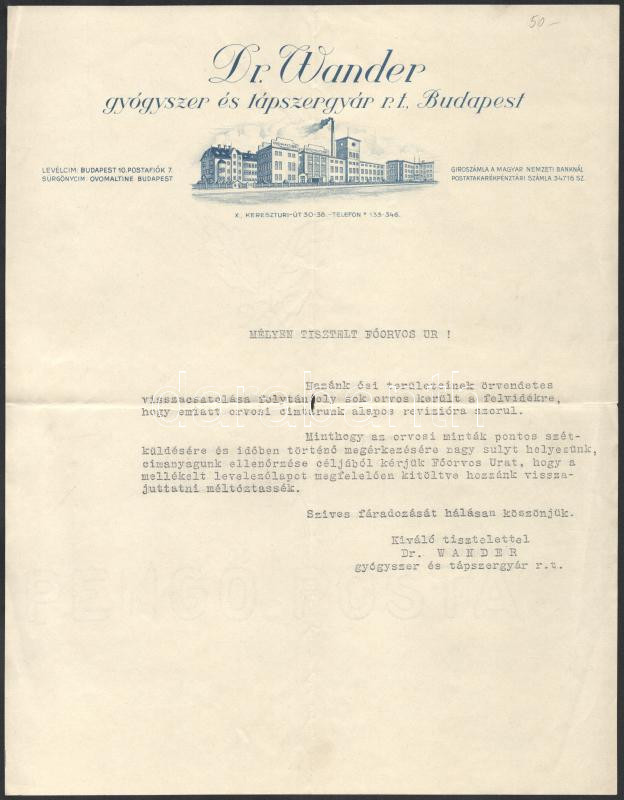 50.-
Dr. Wander
gyógyszer és tápszergyár r.t., Budapest
OVOMALTINE
LEVÉLCIM: BUDAPEST 10. POSTAFIÓK 7.
SÜRGÖNYCIM: OVOMALTINE BUDAPEST
GIROSZÁMLA A MAGYAR NEMZETI BANKNÁL
POSTATAKARÉKPÉNZTÁRI SZÁMLA 34716 SZ.
X., KERESZTURI-ÚT 30-38.-TELEFON * 133-346.
MÉLYEN TISZTELT FŐORVOS UR !
Hazánk ősi területeinek örvendetes
visszacsatolása folytán oly sok orvos került a felvidékre,
hogy emiatt orvosi cimtárunk alapos revizióra szorul.
Minthogy az orvosi minták pontos szét-
küldésére és időben történő megérkezésére nagy sulyt helyezünk,
cimanyagunk ellenőrzése céljából kérjük Főorvos Urat, hogy a
mellékelt levelezőlapot megfelelően kitöltve hozzánk vissza-
juttatni méltóztassék.
Szives fáradozását hálásan köszönjük.
Kiváló tisztelettel
Dr. W A N D E R
gyógyszer és tápszergyár r.t.